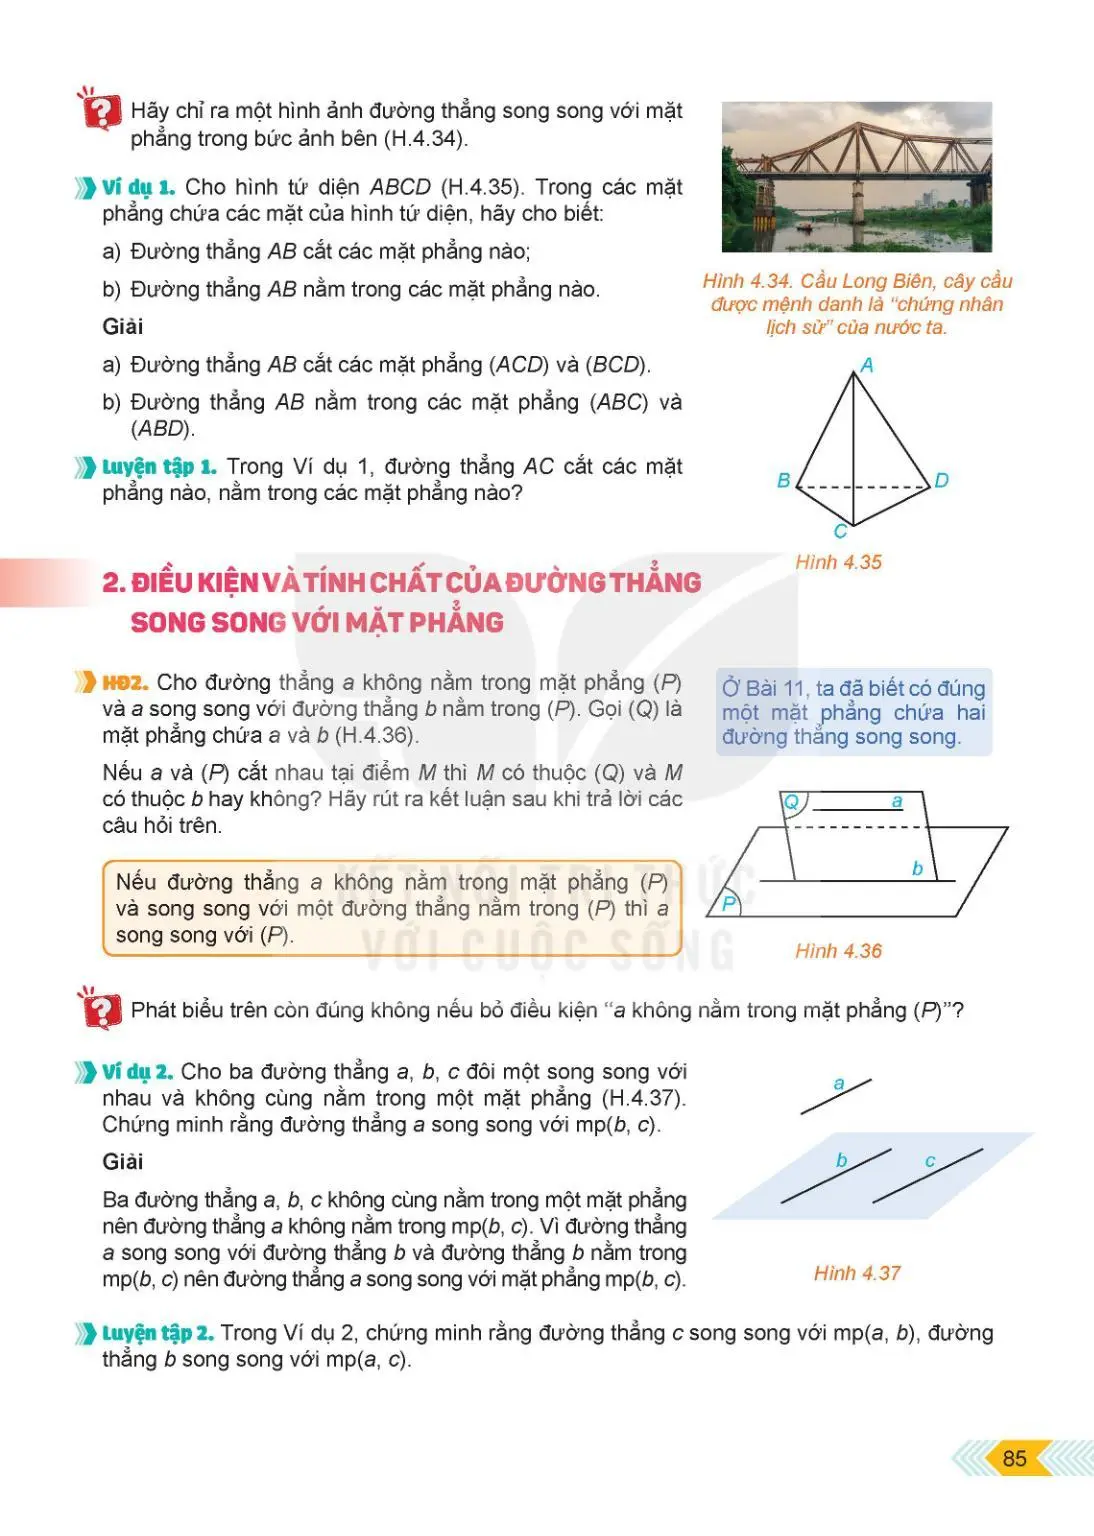 Hãy chỉ ra một hình ảnh đường thẳng song song với mặt
phẳng trong bức ảnh bên (H.4.34).
Ví dụ 1. Cho hình tứ diện ABCD (H.4.35). Trong các mặt
phẳng chứa các mặt của hình tứ diện, hãy cho biết:
a) Đường thẳng AB cắt các mặt phẳng nào;
b) Đường thẳng AB nằm trong các mặt phẳng nào.
Giải
a) Đường thẳng AB cắt các mặt phẳng (ACD) và (BCD).
b) Đường thẳng AB nằm trong các mặt phẳng (ABC) và
(ABD).
Luyện tập 1. Trong Ví dụ 1, đường thẳng AC cắt các mặt
phẳng nào, nằm trong các mặt phẳng nào?
Hình 4.34. Cầu Long Biên, cây cầu
được mệnh danh là “chứng nhân
lịch sử” của nước ta.
A
B
D
C
Hình 4.35
2. ĐIỀU KIỆN VÀ TÍNH CHẤT CỦA ĐƯỜNG THẲNG
SONG SONG VỚI MẶT PHẲNG
HĐ2. Cho đường thẳng a không nằm trong mặt phẳng (P)
và a song song với đường thẳng b nằm trong (P). Gọi (Q) là
mặt phẳng chứa a và b (H.4.36).
Nếu a và (P) cắt nhau tại điểm M thì M có thuộc (Q) và M
có thuộc b hay không? Hãy rút ra kết luận sau khi trả lời các
câu hỏi trên.
Ở Bài 11, ta đã biết có đúng
một mặt phẳng chứa hai
đường thẳng song song.
Q
a
b
P
Hình 4.36
Nếu đường thẳng a không nằm trong mặt phẳng (P)
và song song với một đường thẳng nằm trong (P) thì a
song song với (P).
KẾT NỐI TRI THỨC
VỚI CUỘC SỐNG
Phát biểu trên còn đúng không nếu bỏ điều kiện “a không nằm trong mặt phẳng (P)”?
Ví dụ 2. Cho ba đường thẳng a, b, c đôi một song song với
nhau và không cùng nằm trong một mặt phẳng (H.4.37).
Chứng minh rằng đường thẳng a song song với mp(b, c).
Giải
Ba đường thẳng a, b, c không cùng nằm trong một mặt phẳng
nên đường thẳng a không nằm trong mp(b, c). Vì đường thẳng
a song song với đường thẳng b và đường thẳng b nằm trong
mp(b, c) nên đường thẳng a song song với mặt phẳng mp(b, c).
a
b
c
Hình 4.37
Luyện tập 2. Trong Ví dụ 2, chứng minh rằng đường thẳng c song song với mp(a, b), đường
thẳng b song song với mp(a, c).
85